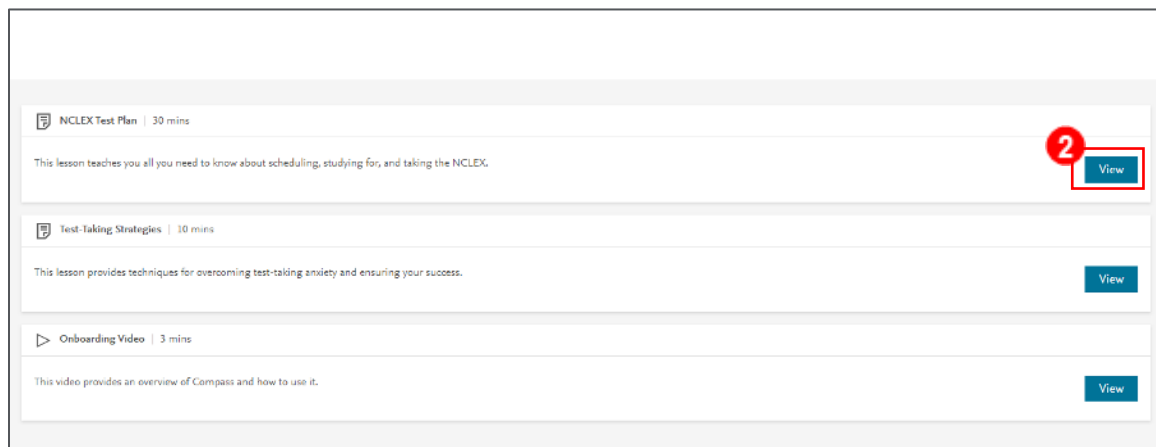 NCLEX Test Plan | 30 mins
This lesson teaches you all you need to know about scheduling, studying for, and taking the NCLEX.
2
View
Test-Taking Strategies | 10 mins
This lesson provides techniques for overcoming test-taking anxiety and ensuring your success.
View
Onboarding Video | 3 mins
This video provides an overview of Compass and how to use it.
View